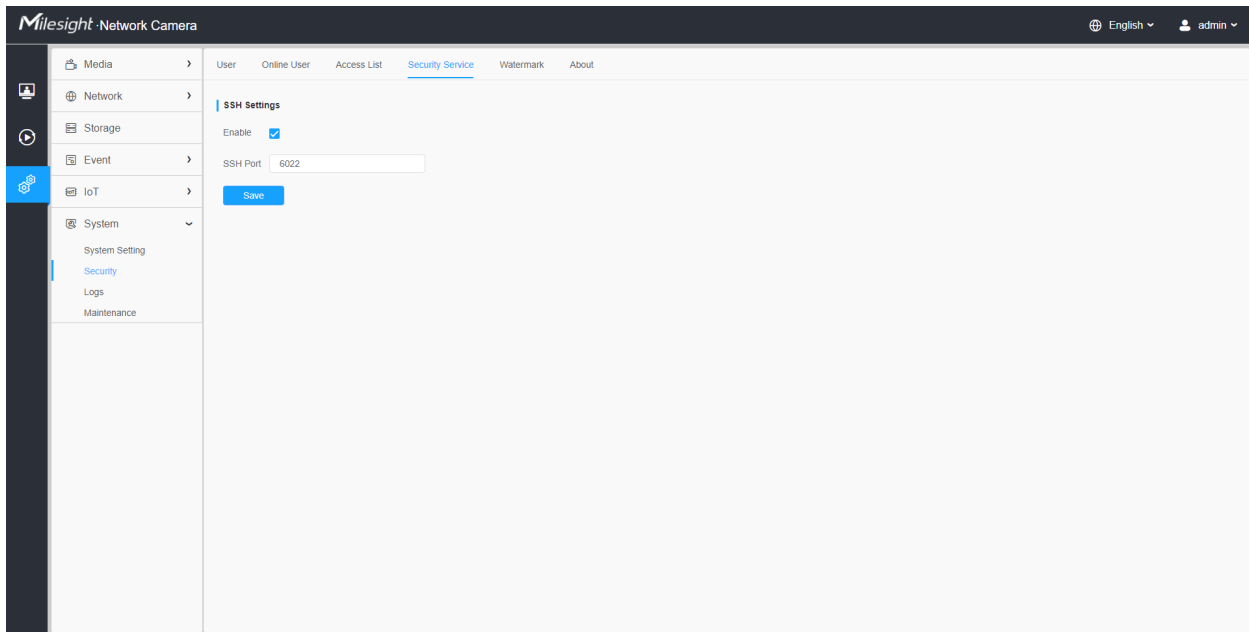 Milesight·Network Camera
English
admin
Media
Network
Storage
Event
IoT
System
System Setting
Security
Logs
Maintenance
User Online User Access List Security Service Watermark About
SSH Settings
Enable
SSH Port 6022
Save